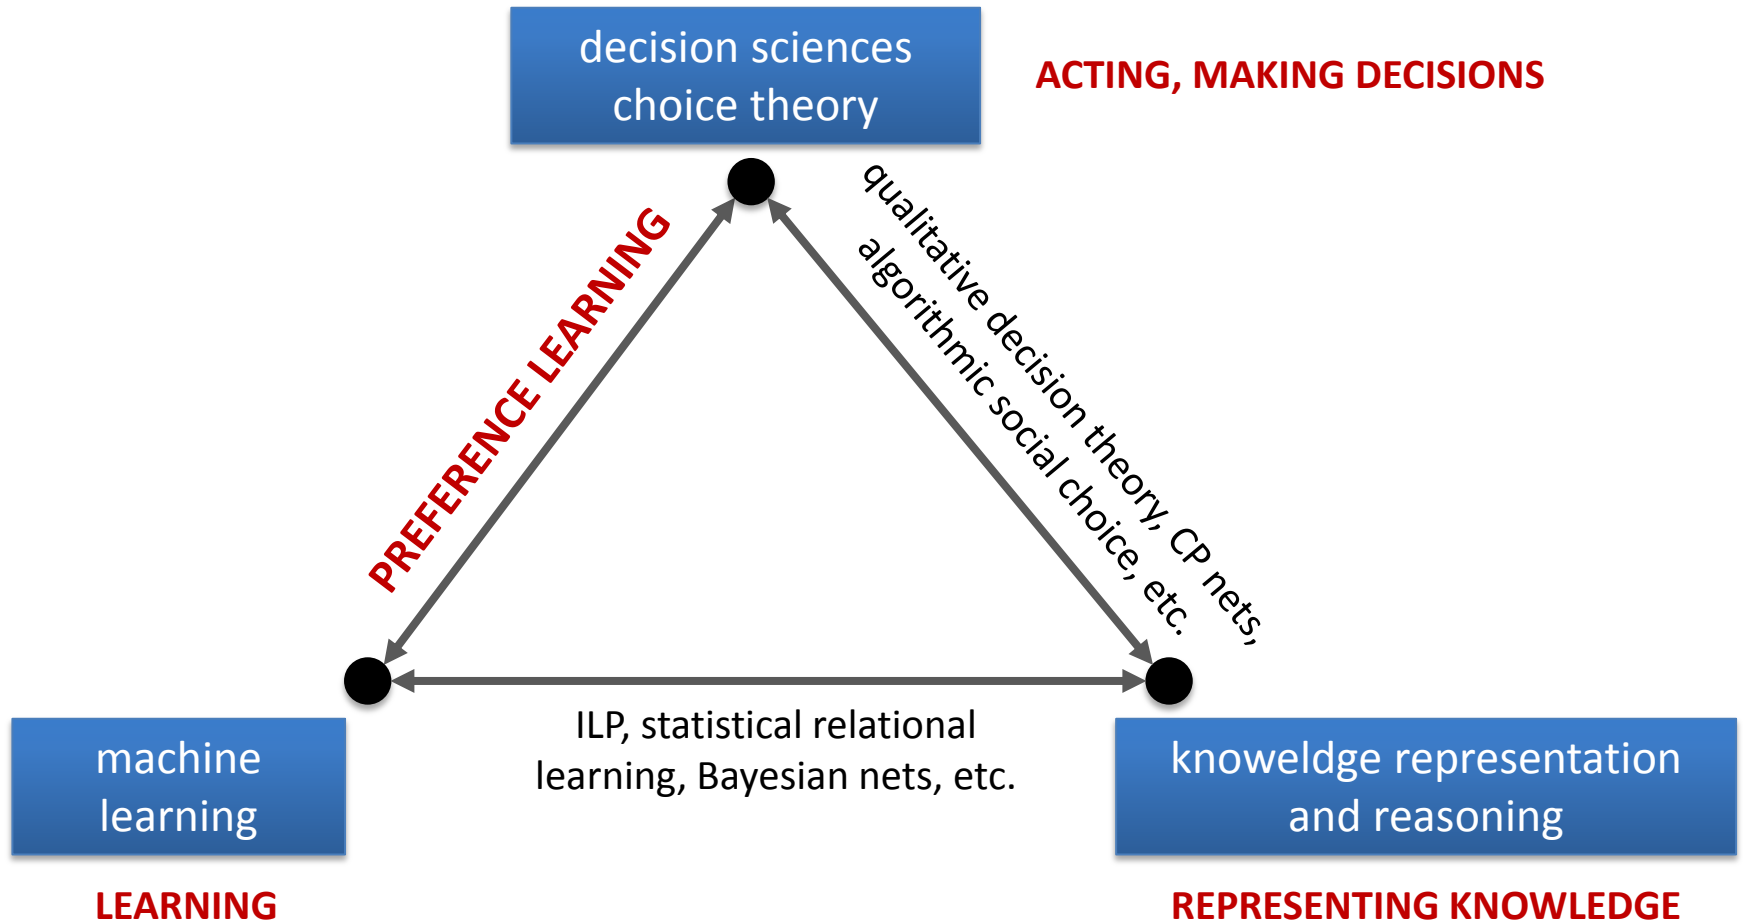 decision sciences
choice theory
ACTING, MAKING DECISIONS
PREFERENCE LEARNING
qualitative decision theory, CP nets,
algorithmic social choice, etc.
ILP, statistical relational
learning, Bayesian nets, etc.
machine
learning
LEARNING
knoweldge representation
and reasoning
REPRESENTING KNOWLEDGE